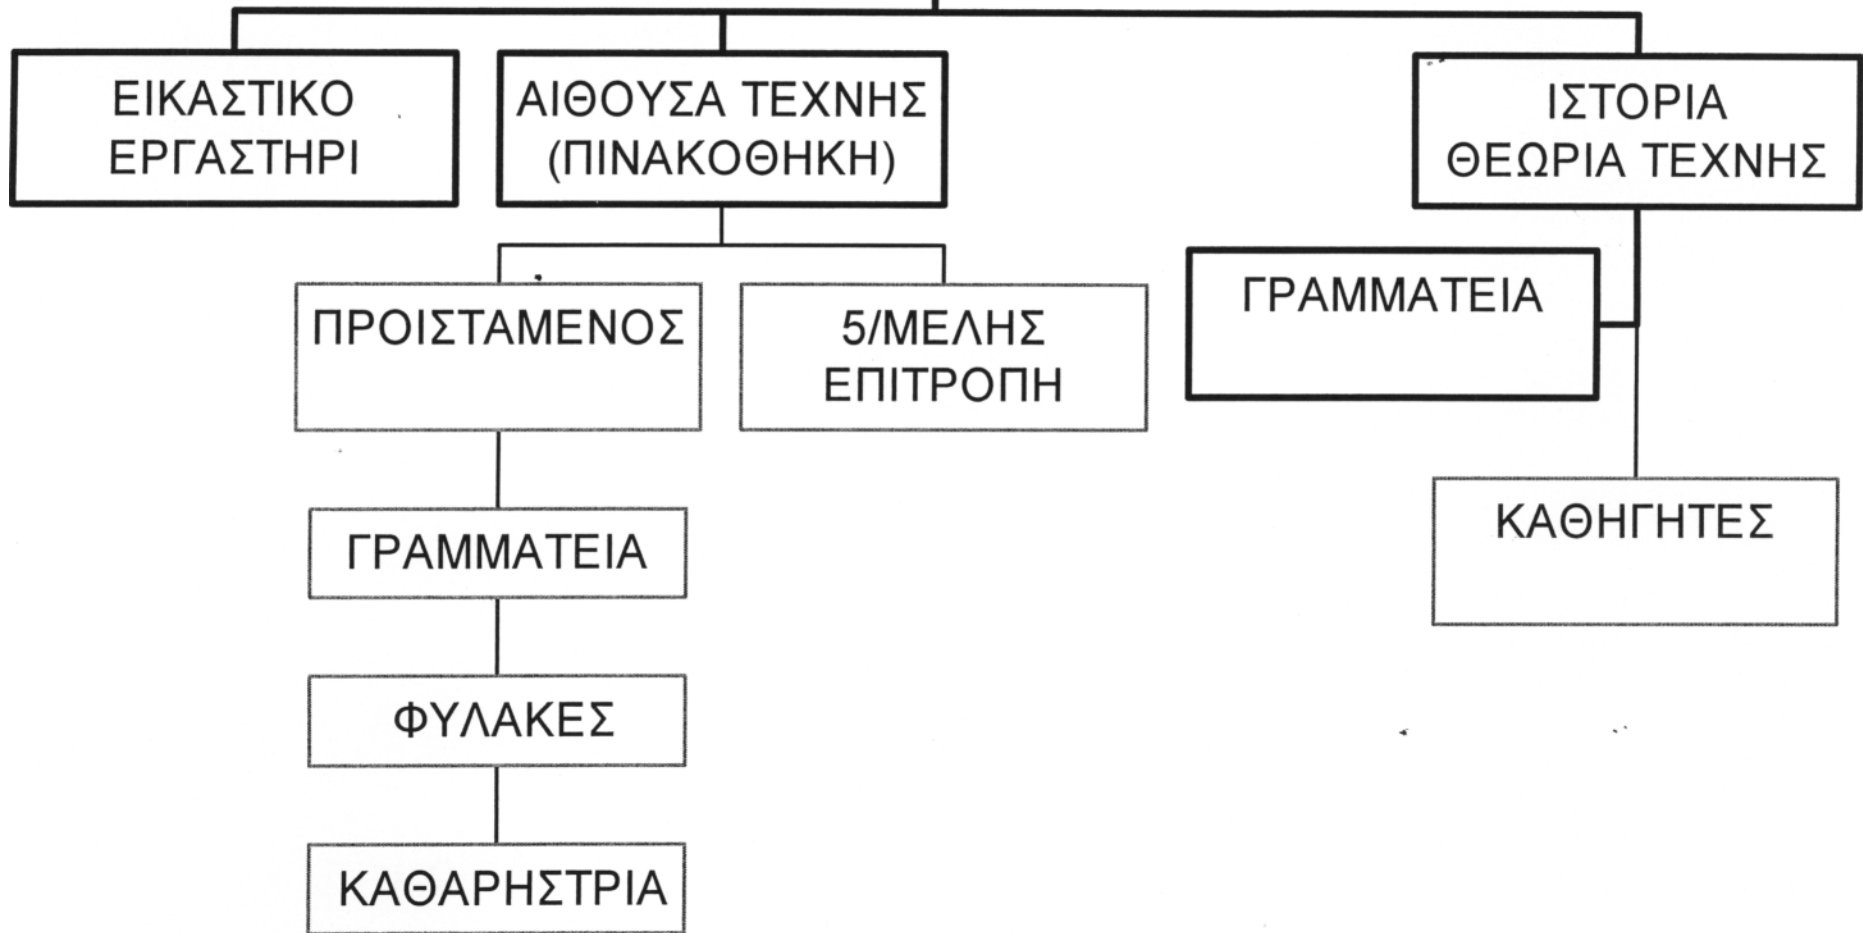 ΕΙΚΑΣΤΙΚΟ
ΕΡΓΑΣΤΗΡΙ
ΑΙΘΟΥΣΑ ΤΕΧΝΗΣ
(ΠΙΝΑΚΟΘΗΚΗ)
ΙΣΤΟΡΙΑ
ΘΕΩΡΙΑ ΤΕΧΝΗΣ
ΠΡΟΙΣΤΑΜΕΝΟΣ
5/ΜΕΛΗΣ
ΕΠΙΤΡΟΠΗ
ΓΡΑΜΜΑΤΕΙΑ
ΚΑΘΗΓΗΤΕΣ
ΓΡΑΜΜΑΤΕΙΑ
ΦΥΛΑΚΕΣ
ΚΑΘΑΡΗΣΤΡΙΑ